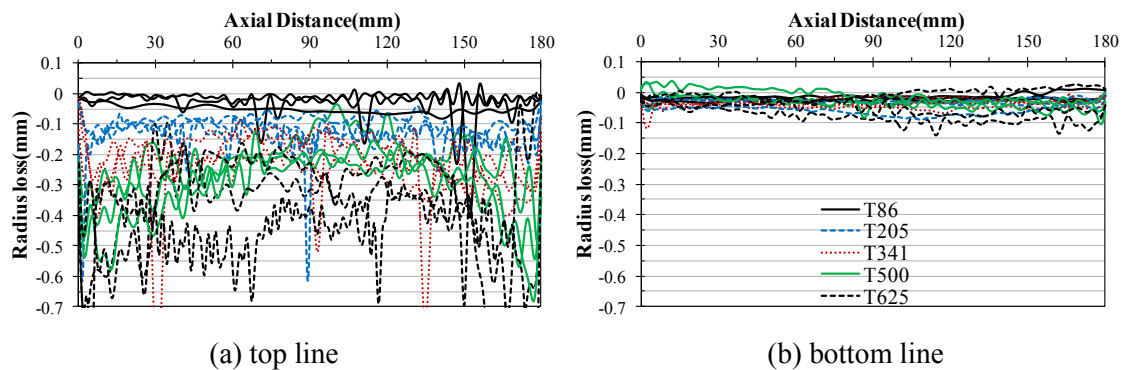 Axial Distance(mm)
0 30 60 90 120 150 180
0.1
0
-0.1
-0.2
-0.3
-0.4
-0.5
-0.6
-0.7
Radius loss(mm)
(a) top line
Axial Distance(mm)
0 30 60 90 120 150 180
0.1
0
-0.1
-0.2
-0.3
-0.4
-0.5
-0.6
-0.7
Radius loss(mm)
T86
T205
T341
T500
T625
(b) bottom line